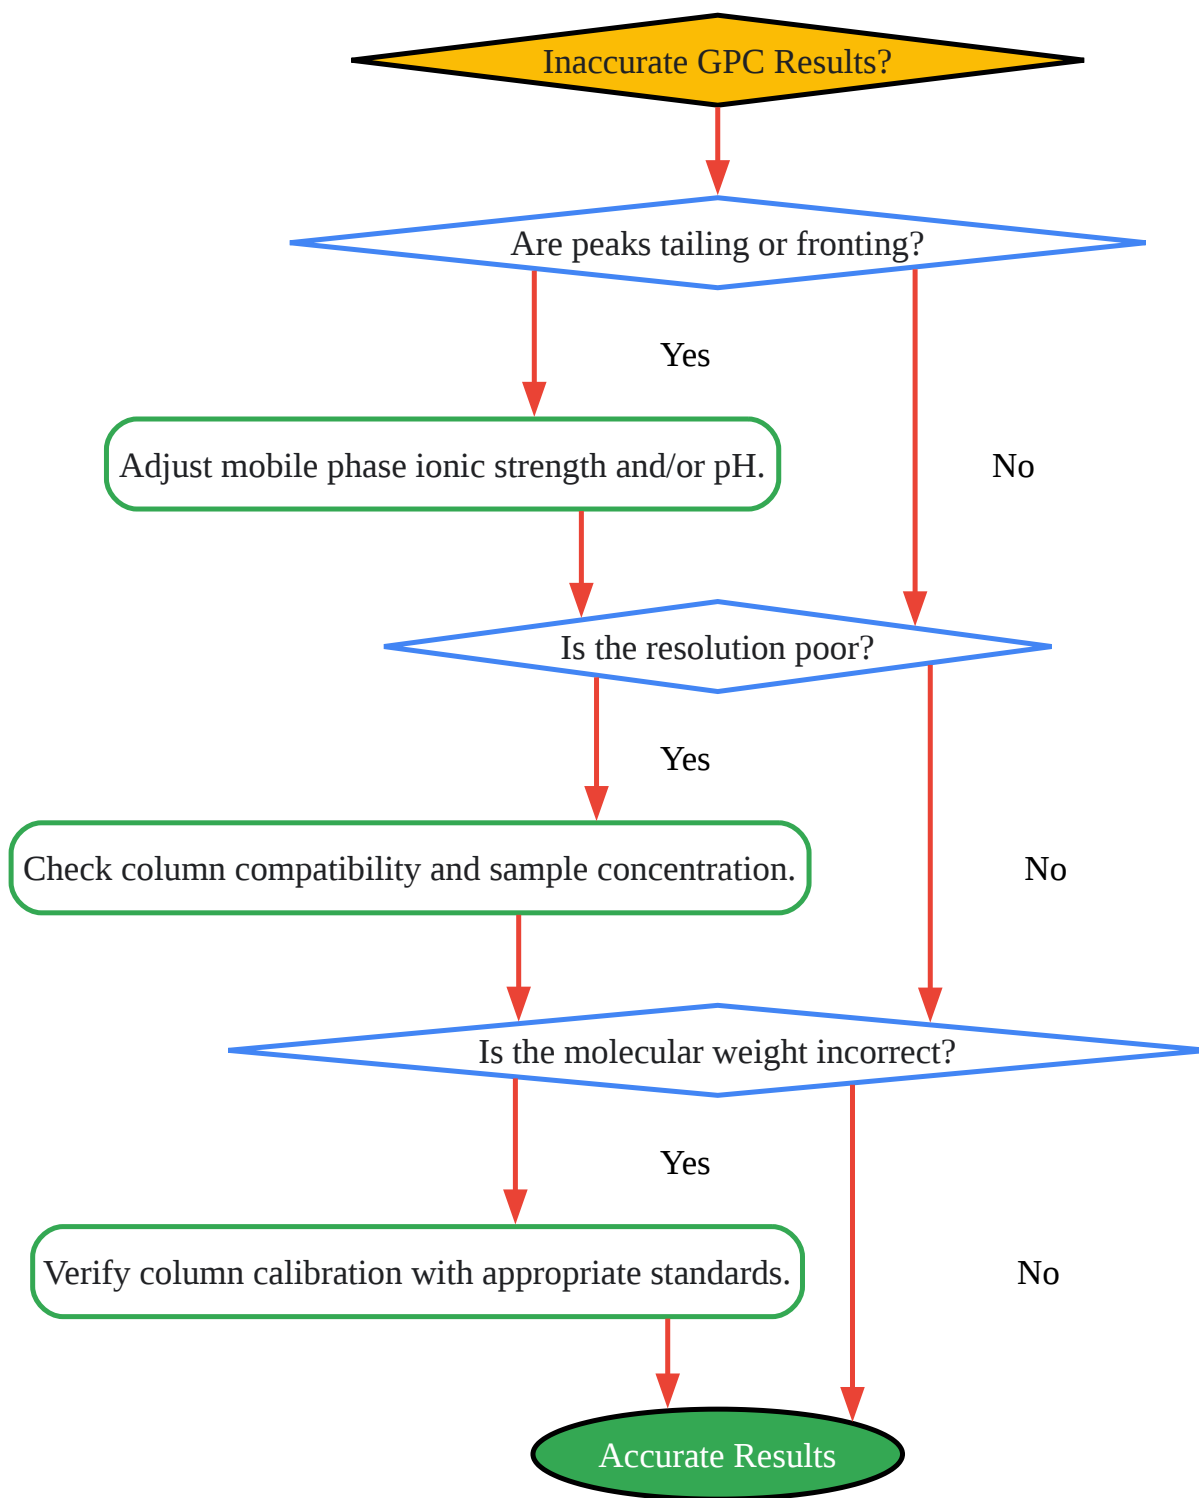 Inaccurate GPC Results?
Are peaks tailing or fronting?
Yes
Adjust mobile phase ionic strength and/or pH.
No
Is the resolution poor?
Yes
Check column compatibility and sample concentration.
No
Is the molecular weight incorrect?
Yes
Verify column calibration with appropriate standards.
No
Accurate Results